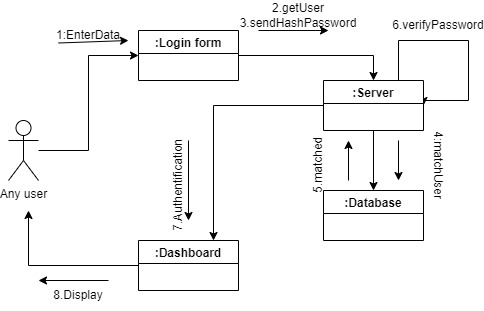 2.getUser
3.sendHashPassword
6.verifyPassword
1:EnterData
:Login form
:Server
4:matchUser
5.matched
7.Authentification
Any user
:Database
:Dashboard
8.Display